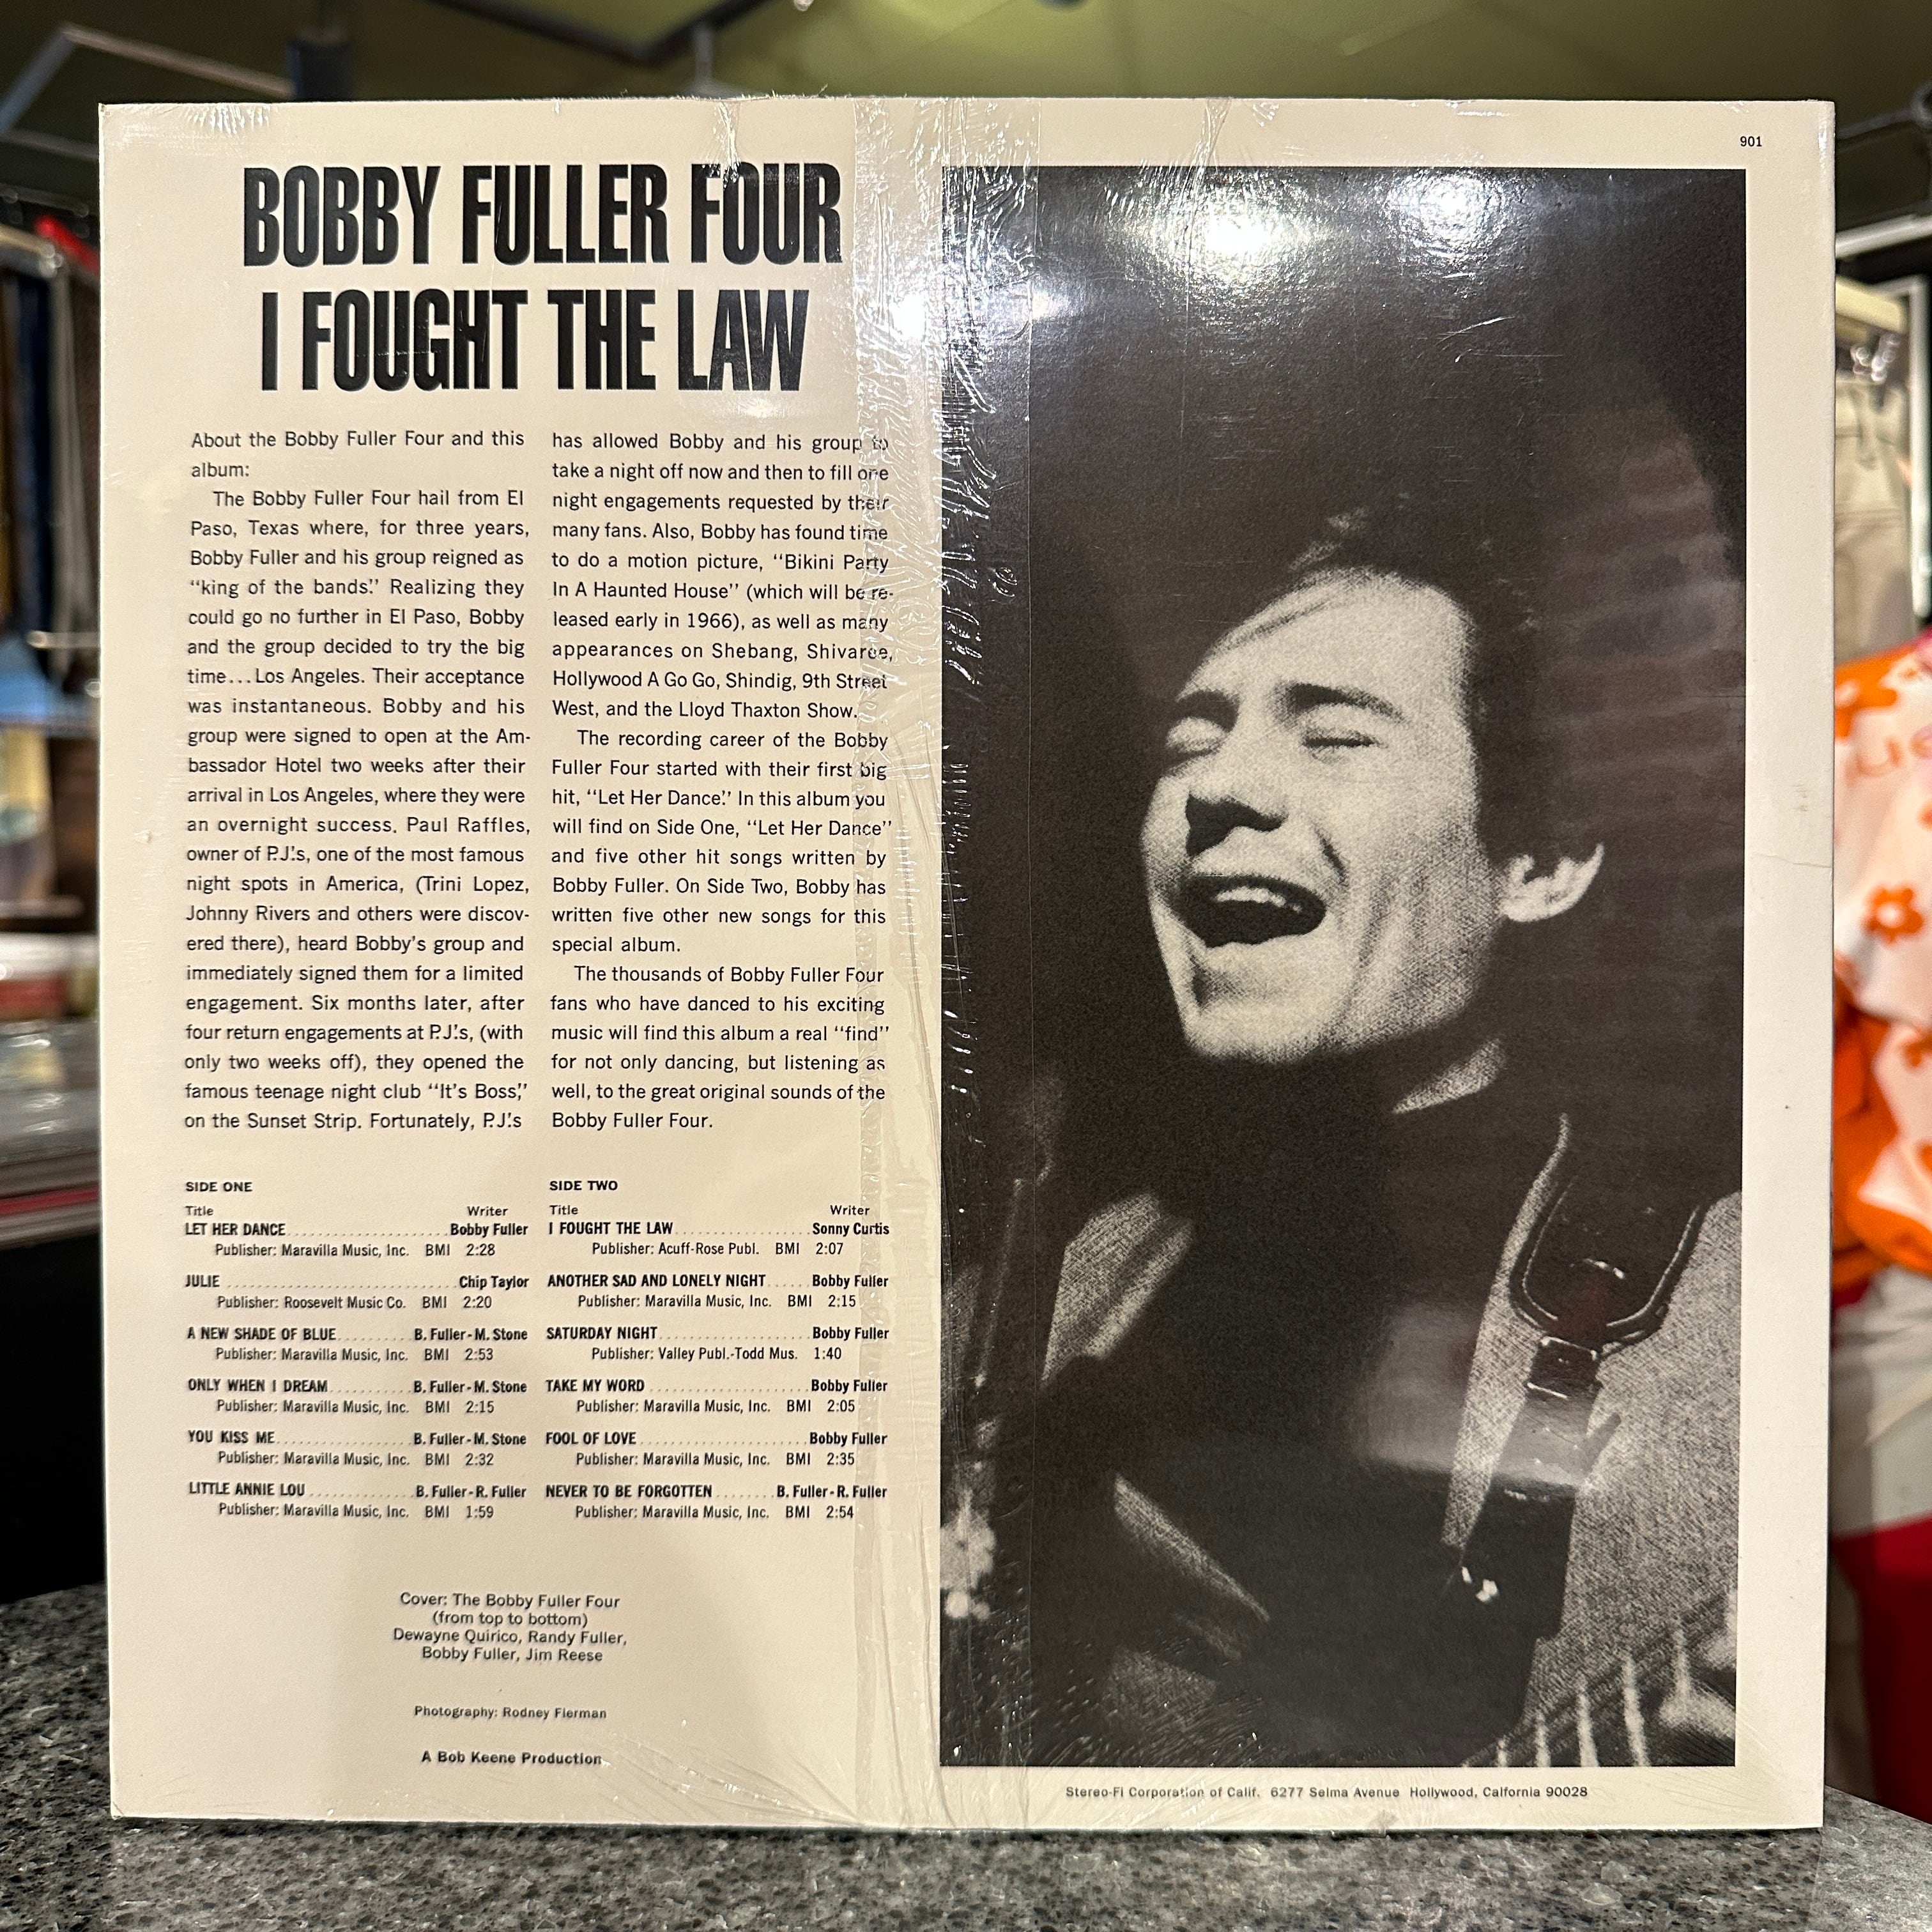 901
BOBBY FULLER FOUR
I FOUGHT THE LAW
About the Bobby Fuller Four and this
album:
The Bobby Fuller Four hail from El
Paso, Texas where, for three years,
Bobby Fuller and his group reigned as
“king of the bands.” Realizing they
could go no further in El Paso, Bobby
and the group decided to try the big
time...Los Angeles. Their acceptance
was instantaneous. Bobby and his
group were signed to open at the Am-
bassador Hotel two weeks after their
arrival in Los Angeles, where they were
an overnight success. Paul Raffles,
owner of P.J.'s, one of the most famous
night spots in America, (Trini Lopez,
Johnny Rivers and others were discov-
ered there), heard Bobby's group and
immediately signed them for a limited
engagement. Six months later, after
four return engagements at P.J.'s, (with
only two weeks off), they opened the
famous teenage night club “It's Boss,”
on the Sunset Strip. Fortunately, P.J.'s
has allowed Bobby and his group to
take a night off now and then to fill one
night engagements requested by their
many fans. Also, Bobby has found time
to do a motion picture, “Bikini Party
In A Haunted House” (which will be re-
leased early in 1966), as well as many
appearances on Shebang, Shivaree,
Hollywood A Go Go, Shindig, 9th Street
West, and the Lloyd Thaxton Show.
The recording career of the Bobby
Fuller Four started with their first big
hit, “Let Her Dance.” In this album you
will find on Side One, “Let Her Dance”
and five other hit songs written by
Bobby Fuller. On Side Two, Bobby has
written five other new songs for this
special album.
The thousands of Bobby Fuller Four
fans who have danced to his exciting
music will find this album a real “find”
for not only dancing, but listening as
well, to the great original sounds of the
Bobby Fuller Four.
SIDE ONE
Title Writer
LET HER DANCE Bobby Fuller
Publisher: Maravilla Music, Inc. BMI 2:28
JULIE Chip Taylor
Publisher: Roosevelt Music Co. BMI 2:20
A NEW SHADE OF BLUE B. Fuller-M. Stone
Publisher: Maravilla Music, Inc. BMI 2:53
ONLY WHEN I DREAM B. Fuller-M. Stone
Publisher: Maravilla Music, Inc. BMI 2:15
YOU KISS ME B. Fuller-M. Stone
Publisher: Maravilla Music, Inc. BMI 2:32
LITTLE ANNIE LOU B. Fuller-R. Fuller
Publisher: Maravilla Music, Inc. BMI 1:59
SIDE TWO
Title Writer
I FOUGHT THE LAW Sonny Curtis
Publisher: Acuff-Rose Publ. BMI 2:07
ANOTHER SAD AND LONELY NIGHT Bobby Fuller
Publisher: Maravilla Music, Inc. BMI 2:15
SATURDAY NIGHT Bobby Fuller
Publisher: Valley Publ.-Todd Mus. 1:40
TAKE MY WORD Bobby Fuller
Publisher: Maravilla Music, Inc. BMI 2:05
FOOL OF LOVE Bobby Fuller
Publisher: Maravilla Music, Inc. BMI 2:35
NEVER TO BE FORGOTTEN B. Fuller-R. Fuller
Publisher: Maravilla Music, Inc. BMI 2:54
Cover: The Bobby Fuller Four
(from top to bottom)
Dewayne Quirico, Randy Fuller,
Bobby Fuller, Jim Reese
Photography: Rodney Fierman
A Bob Keene Production
Stereo-Fi Corporation of Calif. 6277 Selma Avenue Hollywood, Calfornia 90028